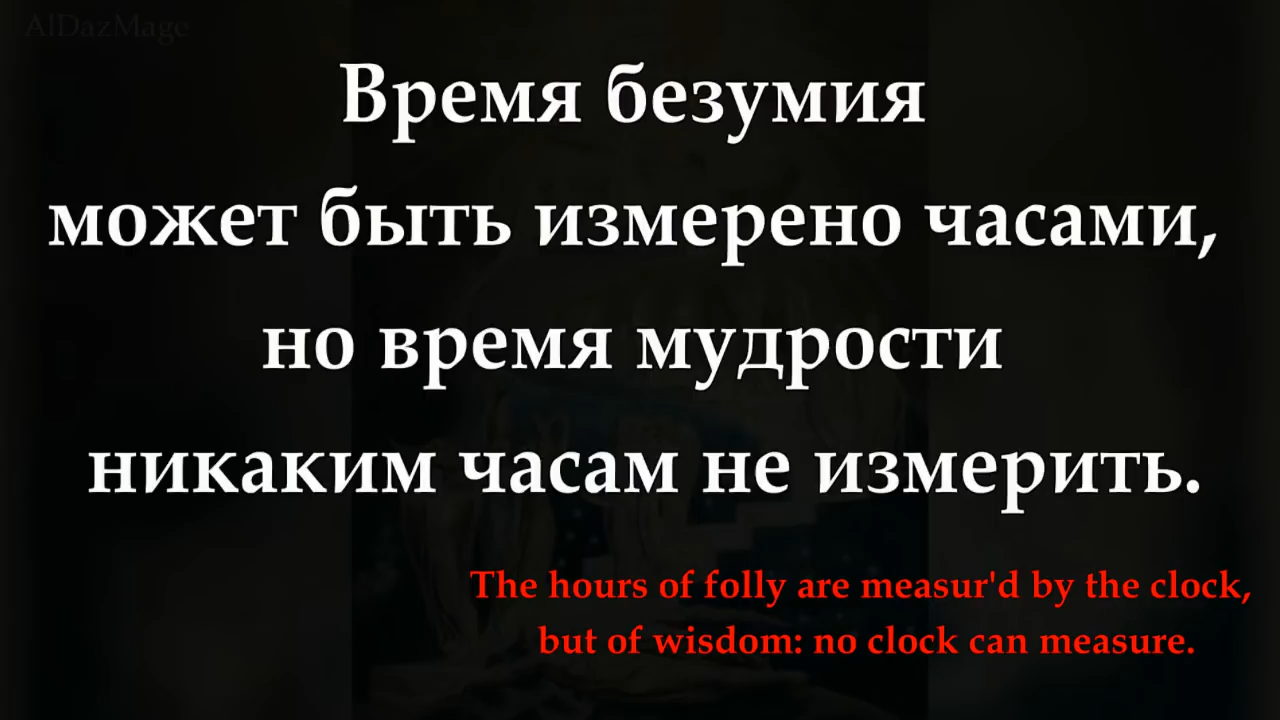 AlDazMage
Время безумия
может быть измерено часами,
но время мудрости
никаким часам не измерить.
The hours of folly are measur'd by the clock,
but of wisdom: no clock can measure.